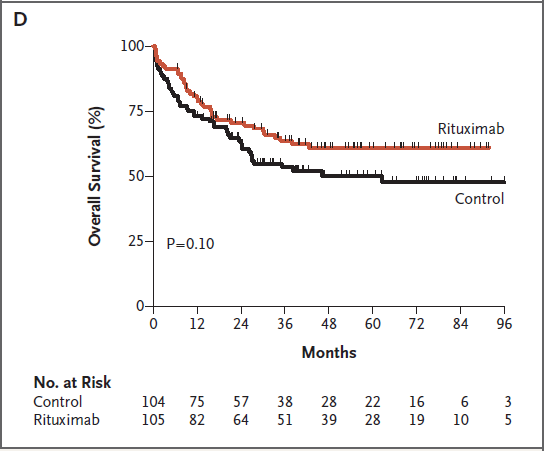 D
Overall Survival (%)
100
75
50
25
0
Rituximab
Control
P=0.10
0 12 24 36 48 60 72 84 96
Months
No. at Risk
Control 104 75 57 38 28 22 16 6 3
Rituximab 105 82 64 51 39 28 19 10 5